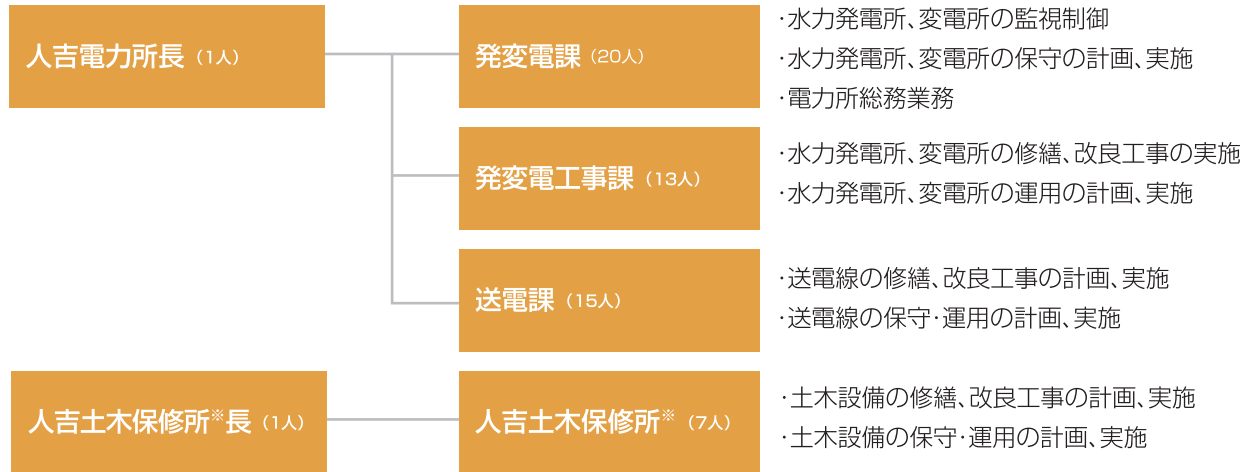 人吉電力所長（1人）
発変電課（20人）
・水力発電所、変電所の監視制御
・水力発電所、変電所の保守の計画、実施
・電力所総務業務
発変電工事課（13人）
・水力発電所、変電所の修繕、改良工事の実施
・水力発電所、変電所の運用の計画、実施
送電課（15人）
・送電線の修繕、改良工事の計画、実施
・送電線の保守・運用の計画、実施
人吉土木保修所※長（1人）
人吉土木保修所※（7人）
・土木設備の修繕、改良工事の計画、実施
・土木設備の保守・運用の計画、実施